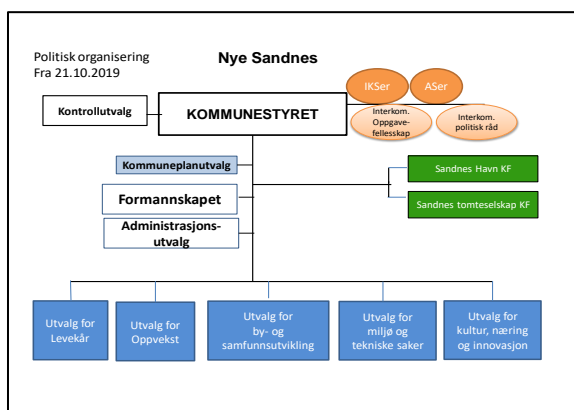 Politisk organisering
Fra 21.10.2019
Nye Sandnes
IKSer
ASer
Kontrollutvalg
KOMMUNESTYRET
Interkom.
Oppgave-
fellesskap
Interkom.
politisk råd
Kommuneplanutvalg
Sandnes Havn KF
Formannskapet
Sandnes tomteselskap KF
Administrasjons-
utvalg
Utvalg for
Levekår
Utvalg for
Oppvekst
Utvalg for
by- og
samfunnsutvikling
Utvalg for
miljø og
tekniske saker
Utvalg for
kultur, næring
og innovasjon